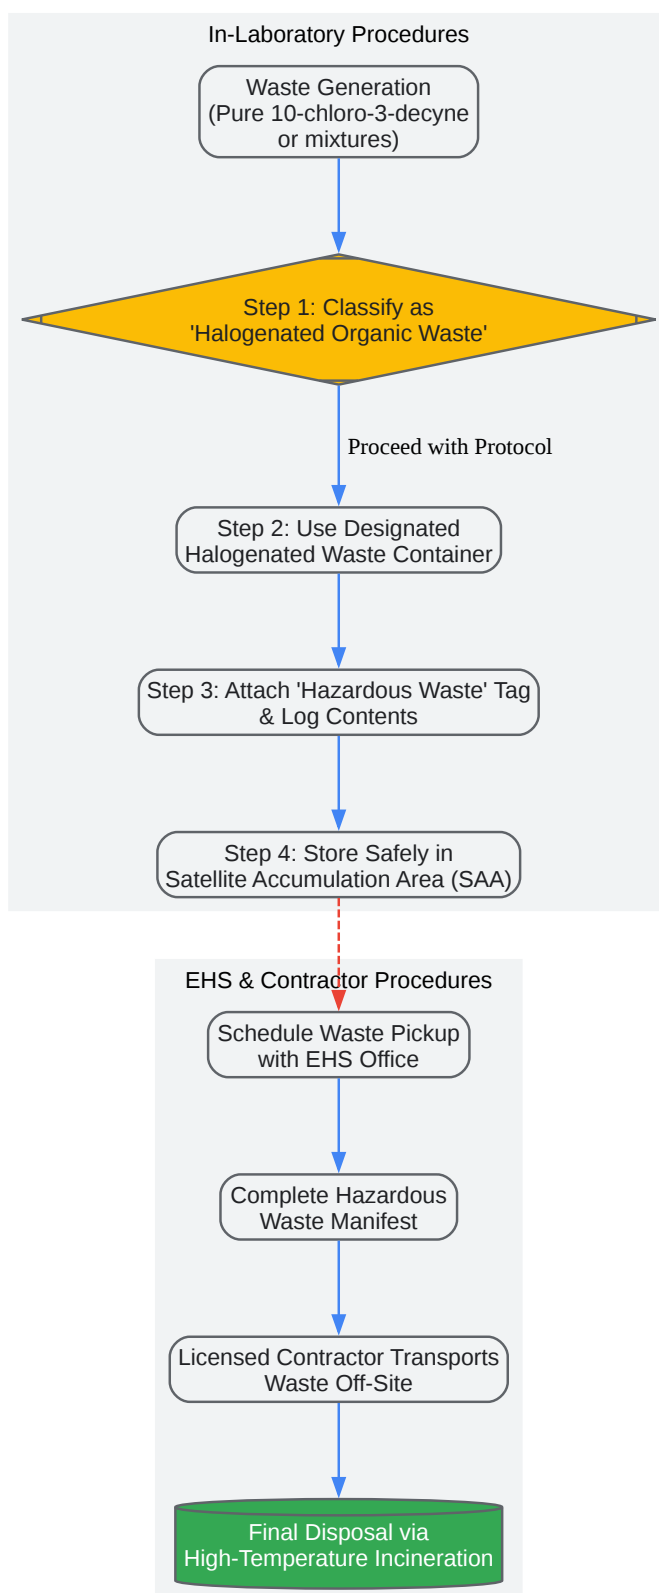 In-Laboratory Procedures
Waste Generation
(Pure 10-chloro-3-decyne
or mixtures)
Step 1: Classify as
'Halogenated Organic Waste'
Proceed with Protocol
Step 2: Use Designated
Halogenated Waste Container
Step 3: Attach 'Hazardous Waste' Tag
& Log Contents
Step 4: Store Safely in
Satellite Accumulation Area (SAA)
EHS & Contractor Procedures
Schedule Waste Pickup
with EHS Office
Complete Hazardous
Waste Manifest
Licensed Contractor Transports
Waste Off-Site
Final Disposal via
High-Temperature Incineration